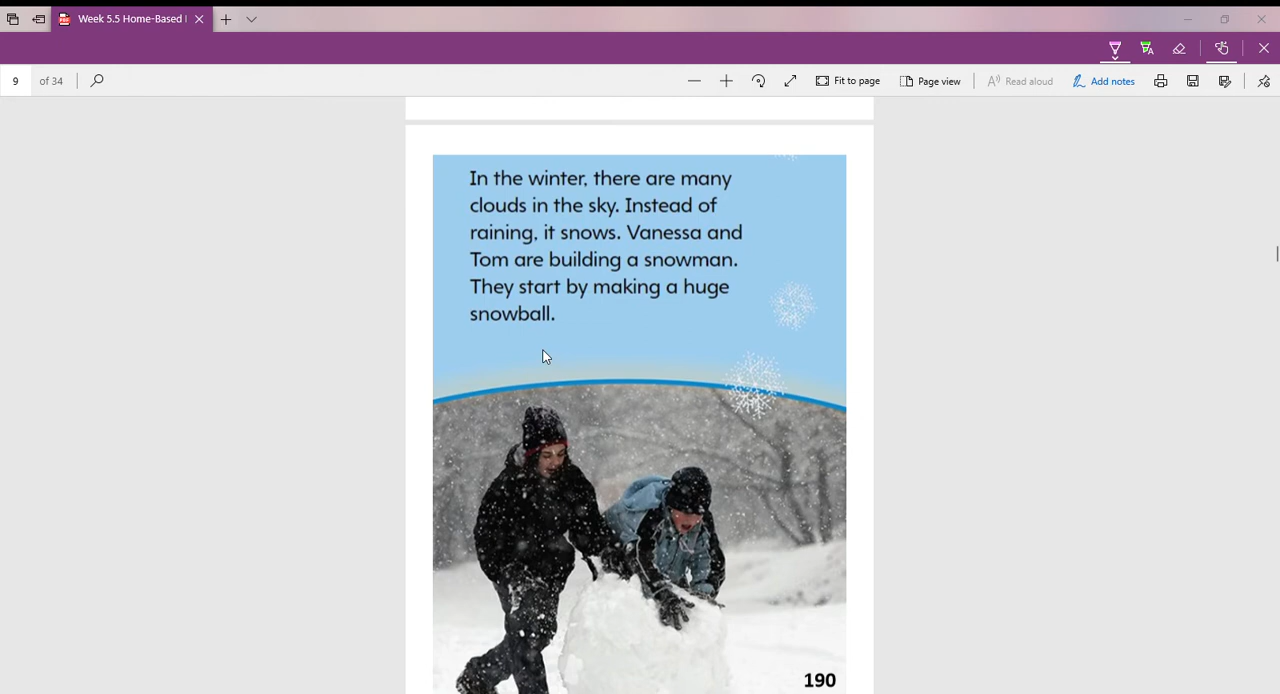 Week 5.5 Home-Based
9 of 34
Fit to page
Page view
Read aloud
Add notes
In the winter, there are many
clouds in the sky. Instead of
raining, it snows. Vanessa and
Tom are building a snowman.
They start by making a huge
snowball.
190